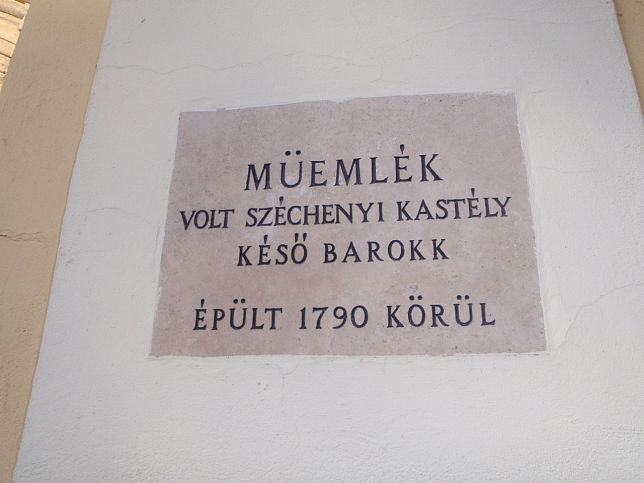 MÜEMLÉK
VOLT SZÉCHENYI KASTÉLY
KÉSŐ BAROKK
ÉPÜLT 1790 KÖRÜL